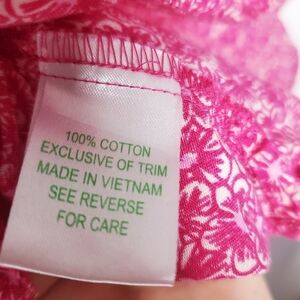 100% COTTON
EXCLUSIVE OF TRIM
MADE IN VIETNAM
SEE REVERSE
FOR CARE